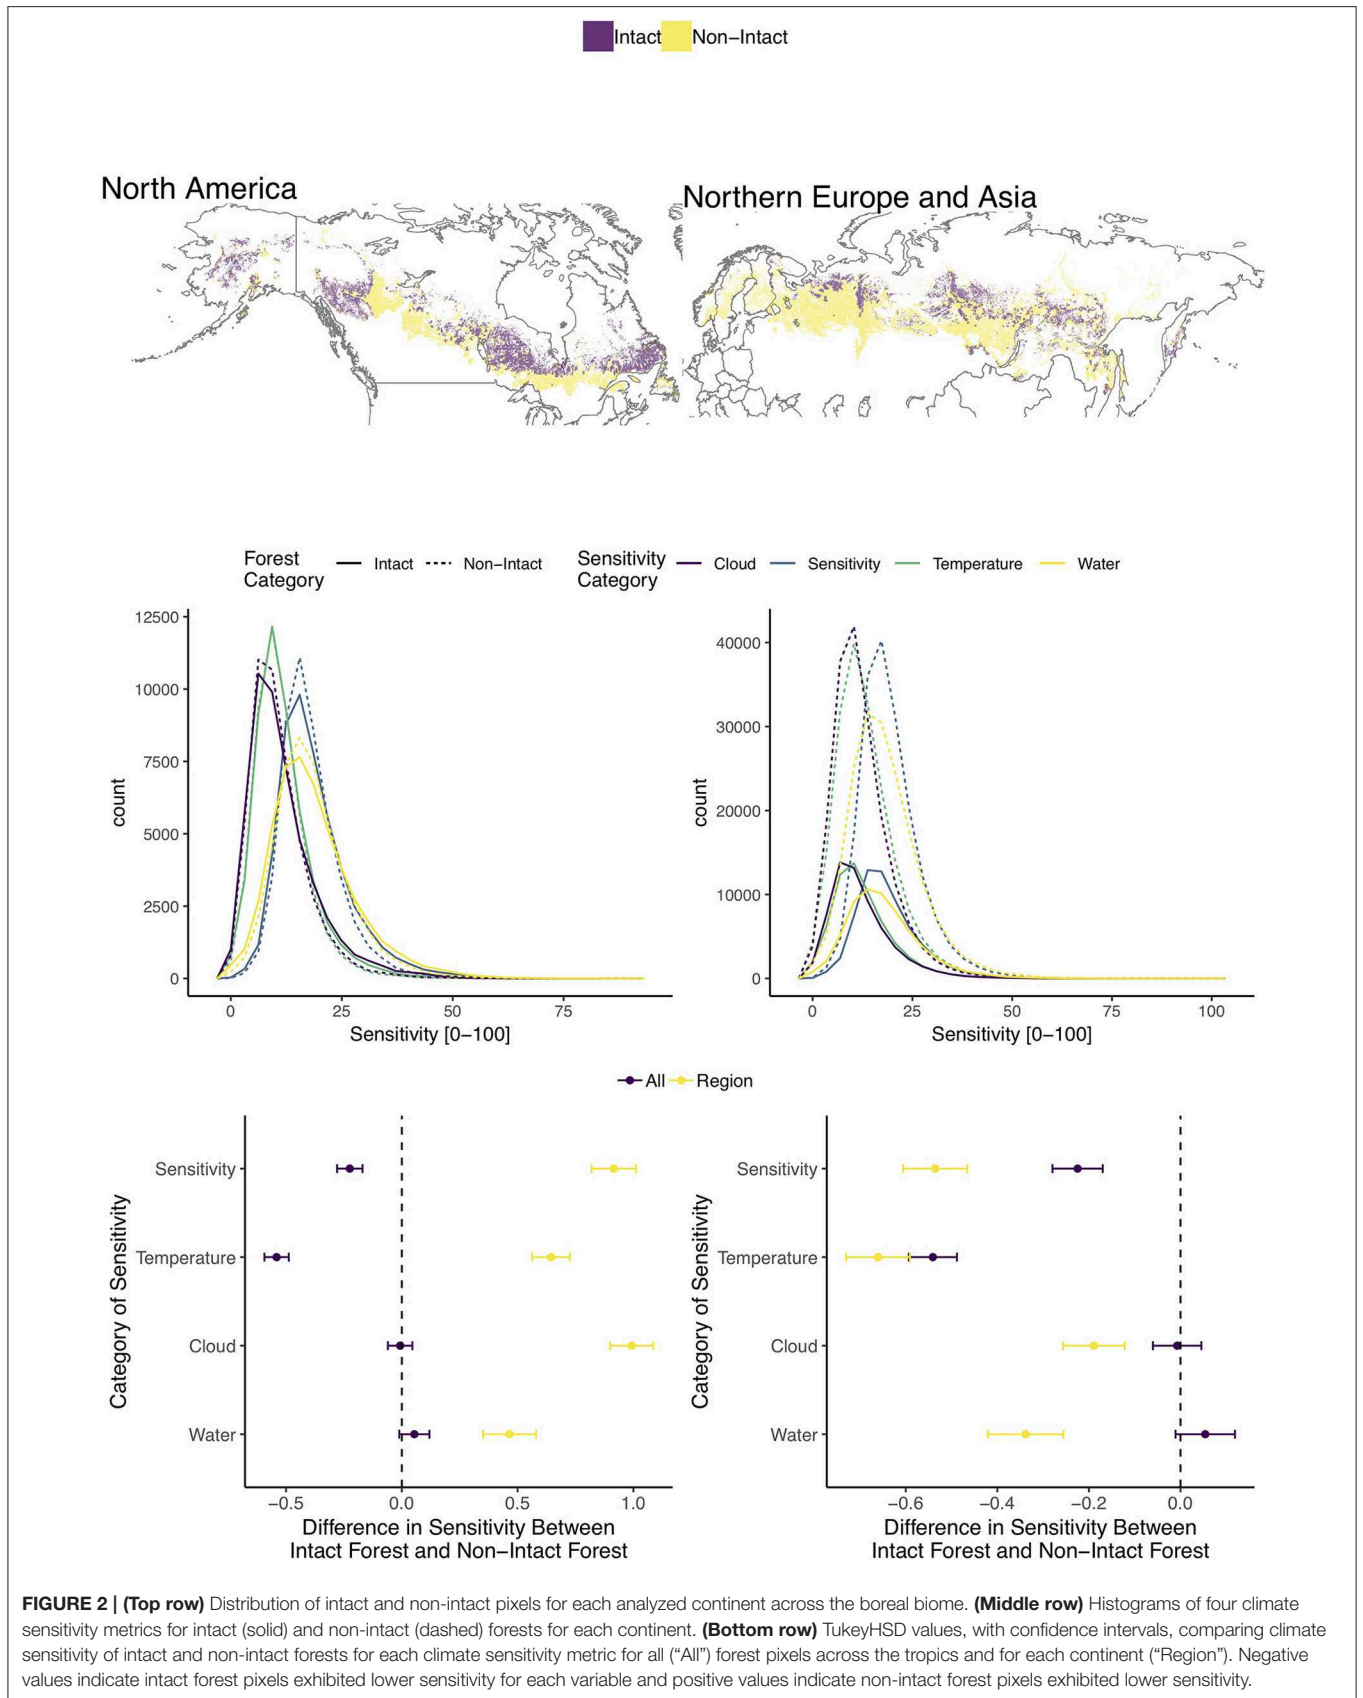 Intact Non−Intact
North America
Northern Europe and Asia
Forest Category Intact Non−Intact Sensitivity Category Cloud Sensitivity Temperature Water
12500
10000
7500
5000
2500
0
count
0 25 50 75
Sensitivity [0−100]
40000
30000
20000
10000
0
count
0 25 50 75 100
Sensitivity [0−100]
All Region
Category of Sensitivity
Sensitivity
Temperature
Cloud
Water
−0.5 0.0 0.5 1.0
Difference in Sensitivity Between
Intact Forest and Non−Intact Forest
Category of Sensitivity
Sensitivity
Temperature
Cloud
Water
−0.6 −0.4 −0.2 0.0
Difference in Sensitivity Between
Intact Forest and Non−Intact Forest
FIGURE 2 | (Top row) Distribution of intact and non-intact pixels for each analyzed continent across the boreal biome. (Middle row) Histograms of four climate
sensitivity metrics for intact (solid) and non-intact (dashed) forests for each continent. (Bottom row) TukeyHSD values, with confidence intervals, comparing climate
sensitivity of intact and non-intact forests for each climate sensitivity metric for all (“All”) forest pixels across the tropics and for each continent (“Region”). Negative
values indicate intact forest pixels exhibited lower sensitivity for each variable and positive values indicate non-intact forest pixels exhibited lower sensitivity.